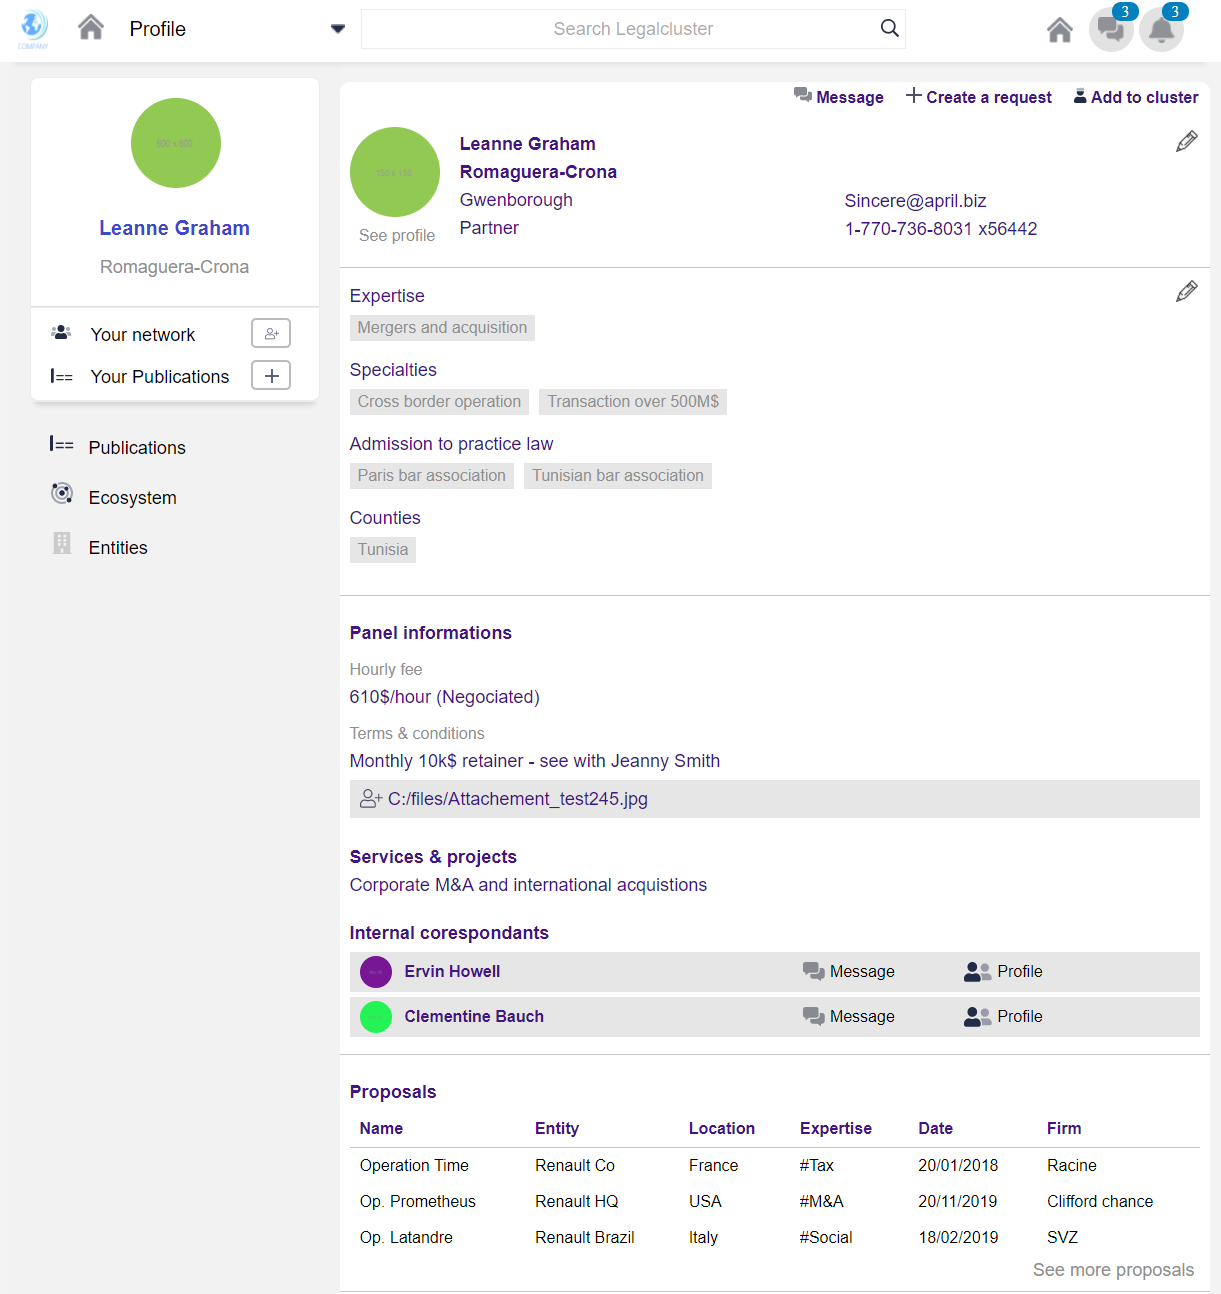 COMPANY
Profile
Search Legalcluster
3
3
600 x 600
Leanne Graham
Romaguera-Crona
Your network
Your Publications
Publications
Ecosystem
Entities
Message
Create a request
Add to cluster
150 x 150
See profile
Leanne Graham
Romaguera-Crona
Gwenborough
Partner
Sincere@april.biz
1-770-736-8031 x56442
Expertise
Mergers and acquisition
Specialties
Cross border operation Transaction over 500M$
Admission to practice law
Paris bar association Tunisian bar association
Counties
Tunisia
Panel informations
Hourly fee
610$/hour (Negociated)
Terms & conditions
Monthly 10k$ retainer - see with Jeanny Smith
C:/files/Attachement_test245.jpg
Services & projects
Corporate M&A and international acquistions
Internal corespondants
Ervin Howell Message Profile
Clementine Bauch Message Profile
Proposals
Name Entity Location Expertise Date Firm
Operation Time Renault Co France #Tax 20/01/2018 Racine
Op. Prometheus Renault HQ USA #M&A 20/11/2019 Clifford chance
Op. Latandre Renault Brazil Italy #Social 18/02/2019 SVZ
See more proposals